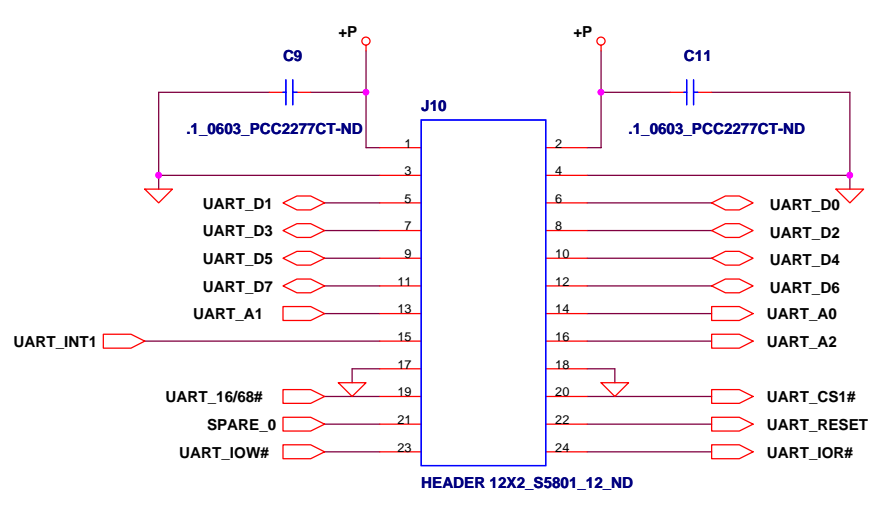 +P
+P
C9
C11
J10
.1_0603_PCC2277CT-ND
.1_0603_PCC2277CT-ND
1
2
3
4
UART_D1
5
6
UART_D0
UART_D3
7
8
UART_D2
UART_D5
9
10
UART_D4
UART_D7
11
12
UART_D6
UART_A1
13
14
UART_A0
UART_INT1
15
16
UART_A2
17
18
UART_16/68#
19
20
UART_CS1#
SPARE_0
21
22
UART_RESET
UART_IOW#
23
24
UART_IOR#
HEADER 12X2_S5801_12_ND